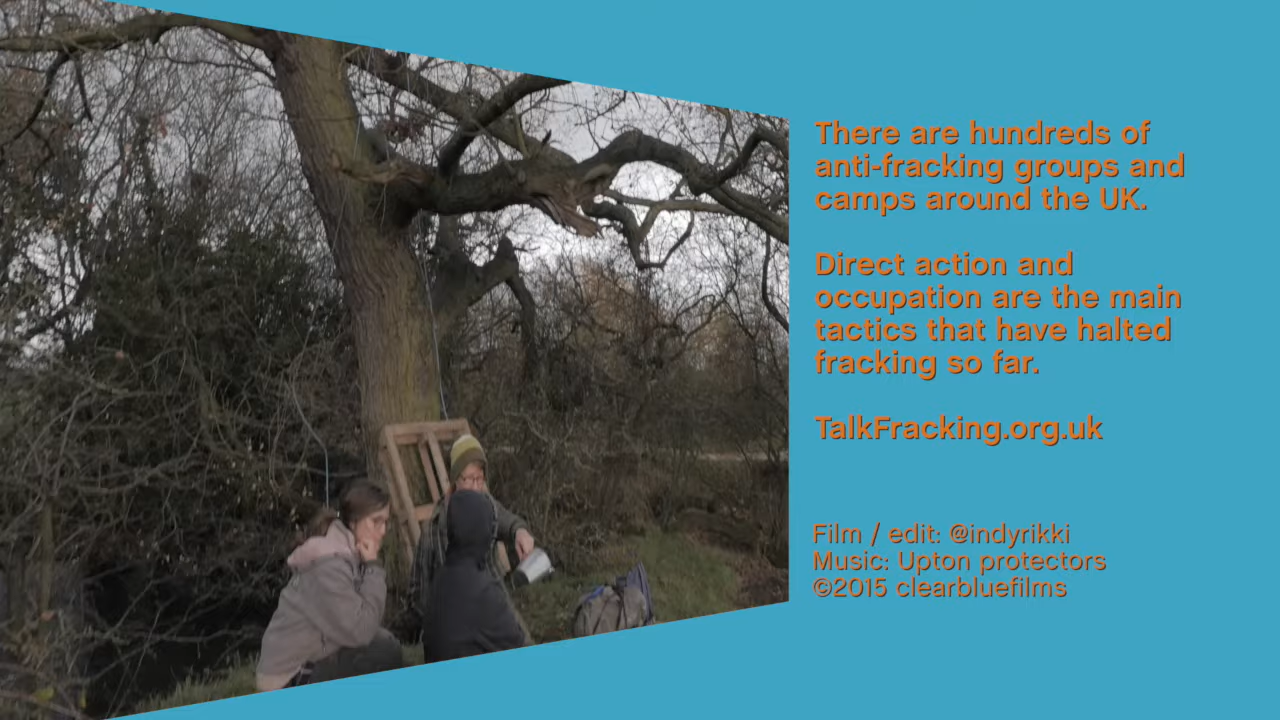 There are hundreds of
anti-fracking groups and
camps around the UK.
Direct action and
occupation are the main
tactics that have halted
fracking so far.
TalkFracking.org.uk
Film / edit: @indyrikki
Music: Upton protectors
©2015 clearbluefilms